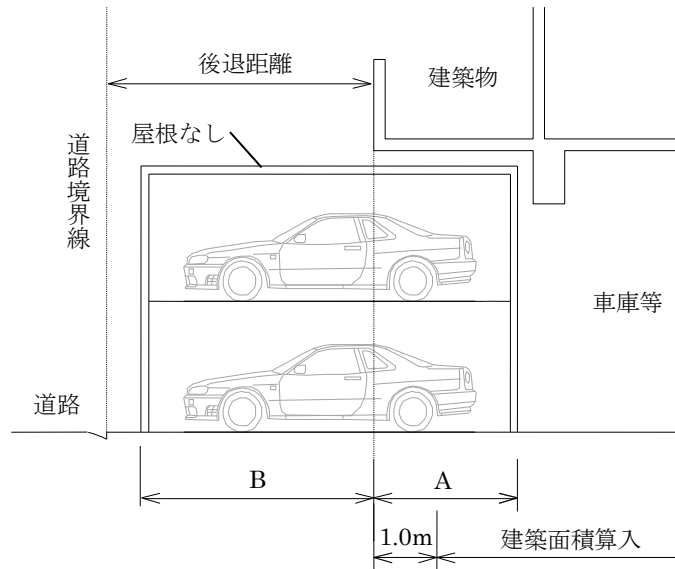 後退距離
建築物
屋根なし
道路境界線
車庫等
道路
B
A
1.0m
建築面積算入